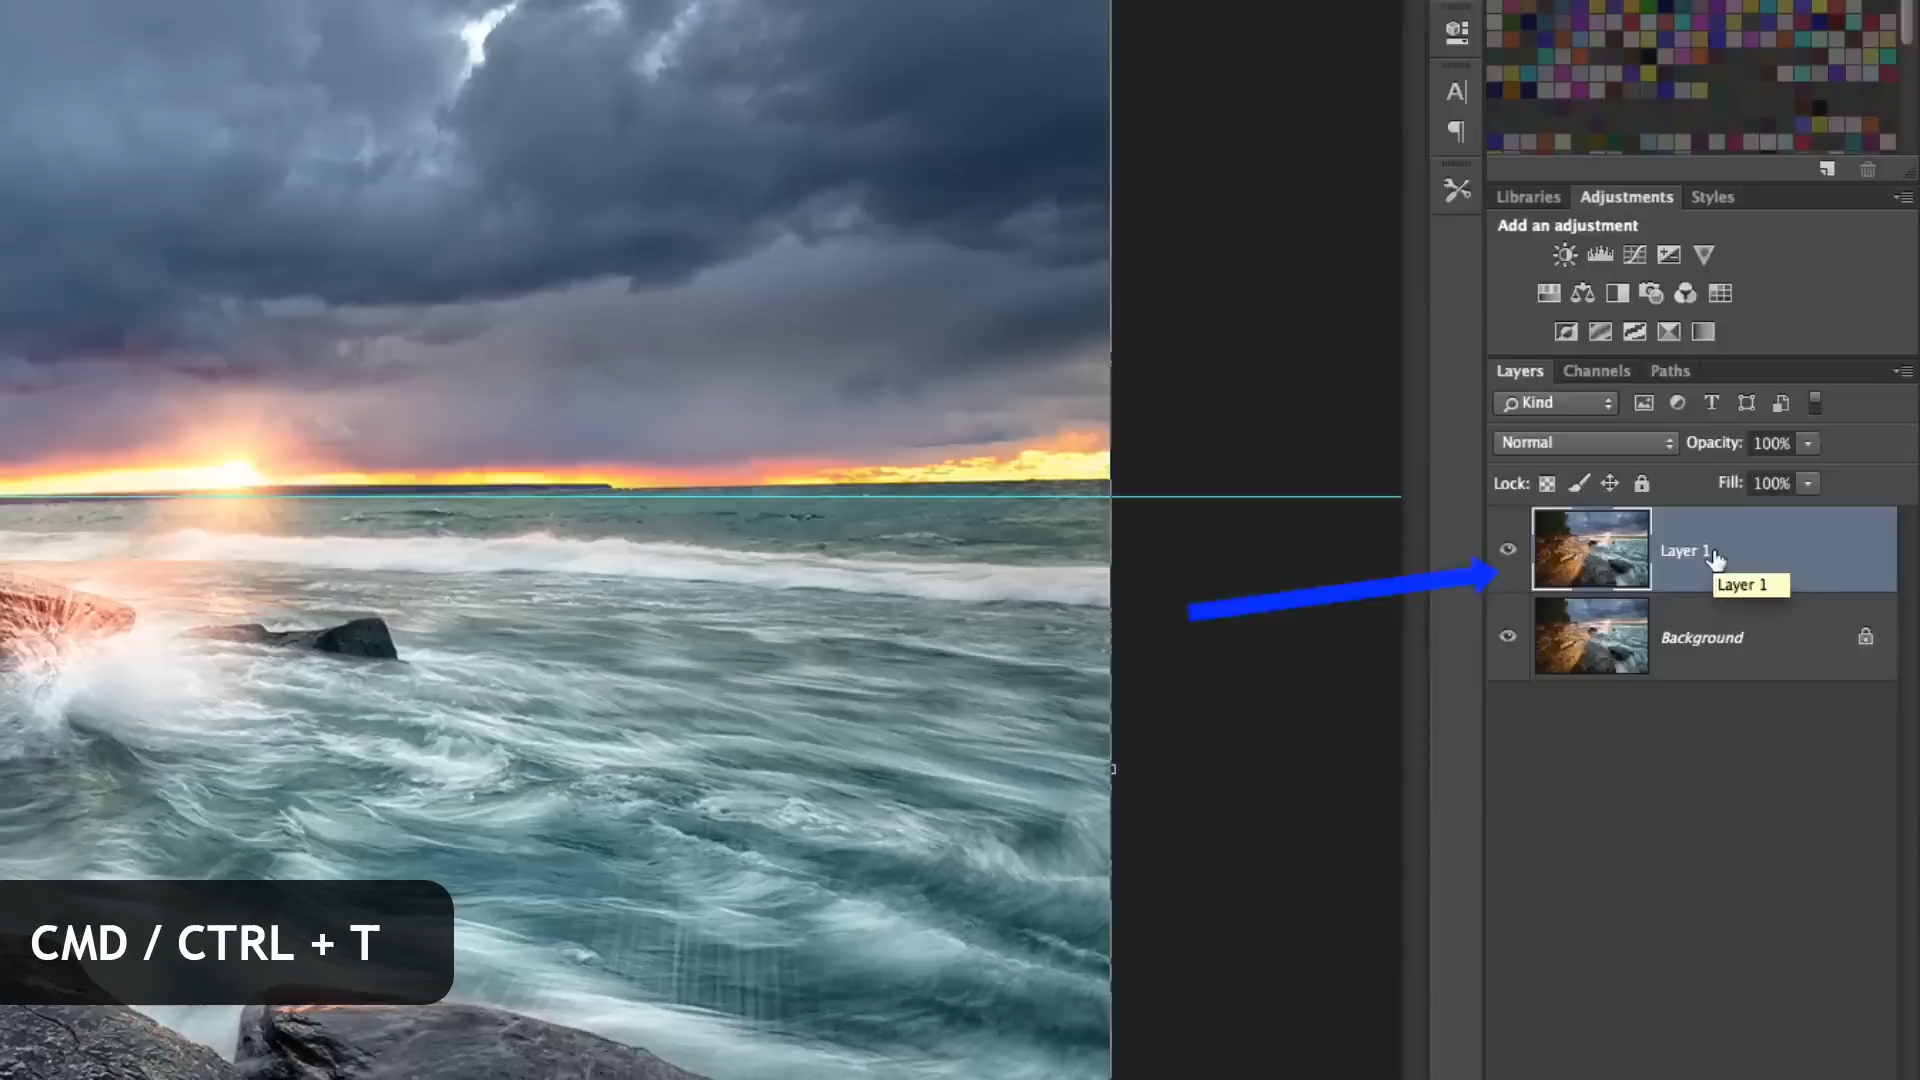 Libraries Adjustments Styles
Add an adjustment
Layers Channels Paths
Kind
Normal Opacity: 100%
Lock: Fill: 100%
Layer 1
Layer 1
Background
CMD / CTRL + T